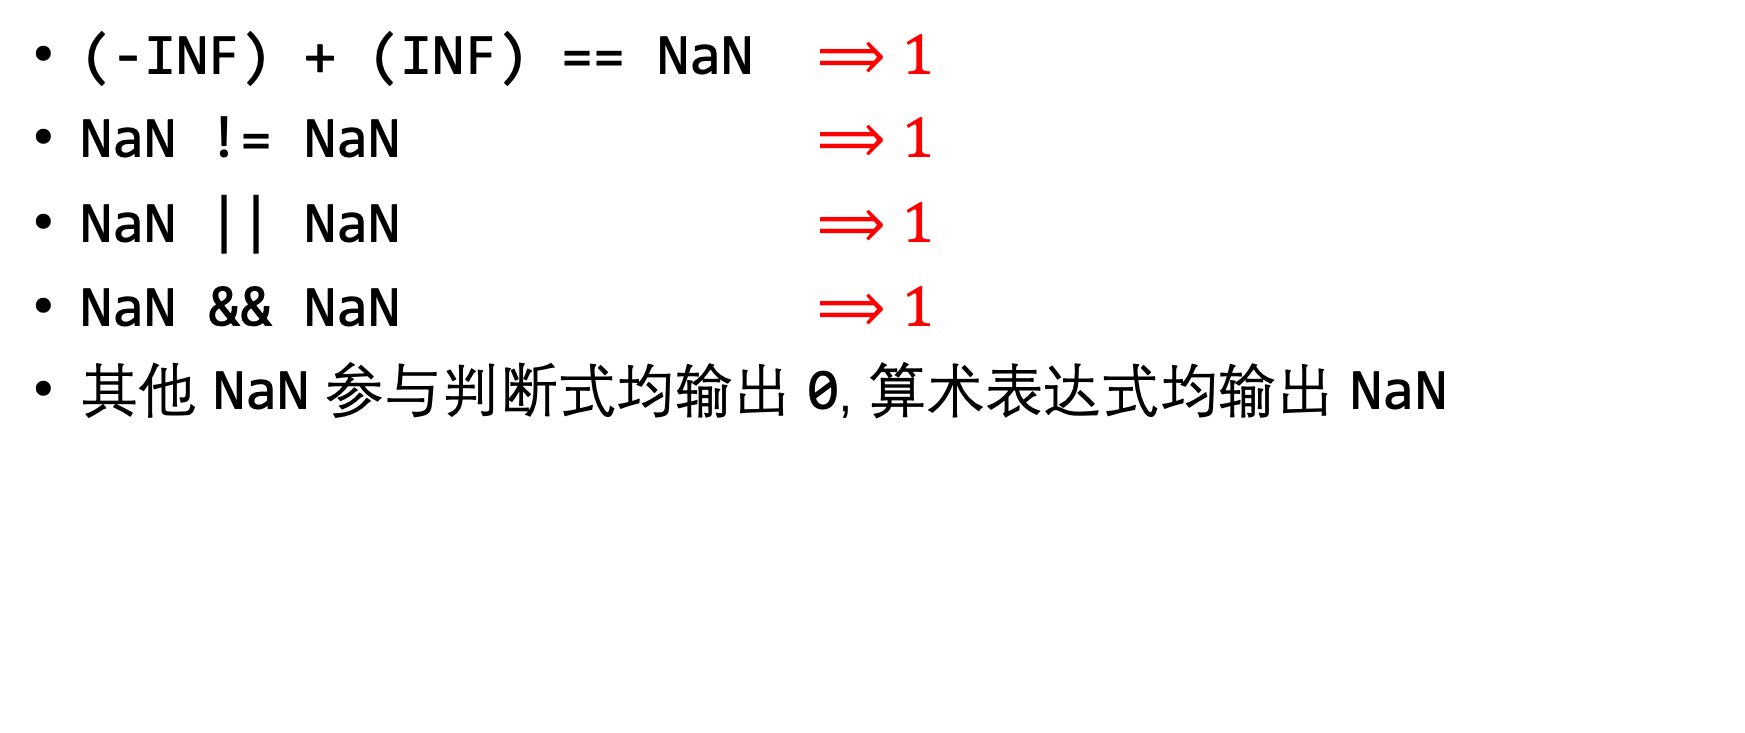 • (-INF) + (INF) == NaN ⟹ 1
• NaN != NaN ⟹ 1
• NaN || NaN ⟹ 1
• NaN && NaN ⟹ 1
• 其他 NaN 参与判断式均输出 0, 算术表达式均输出 NaN